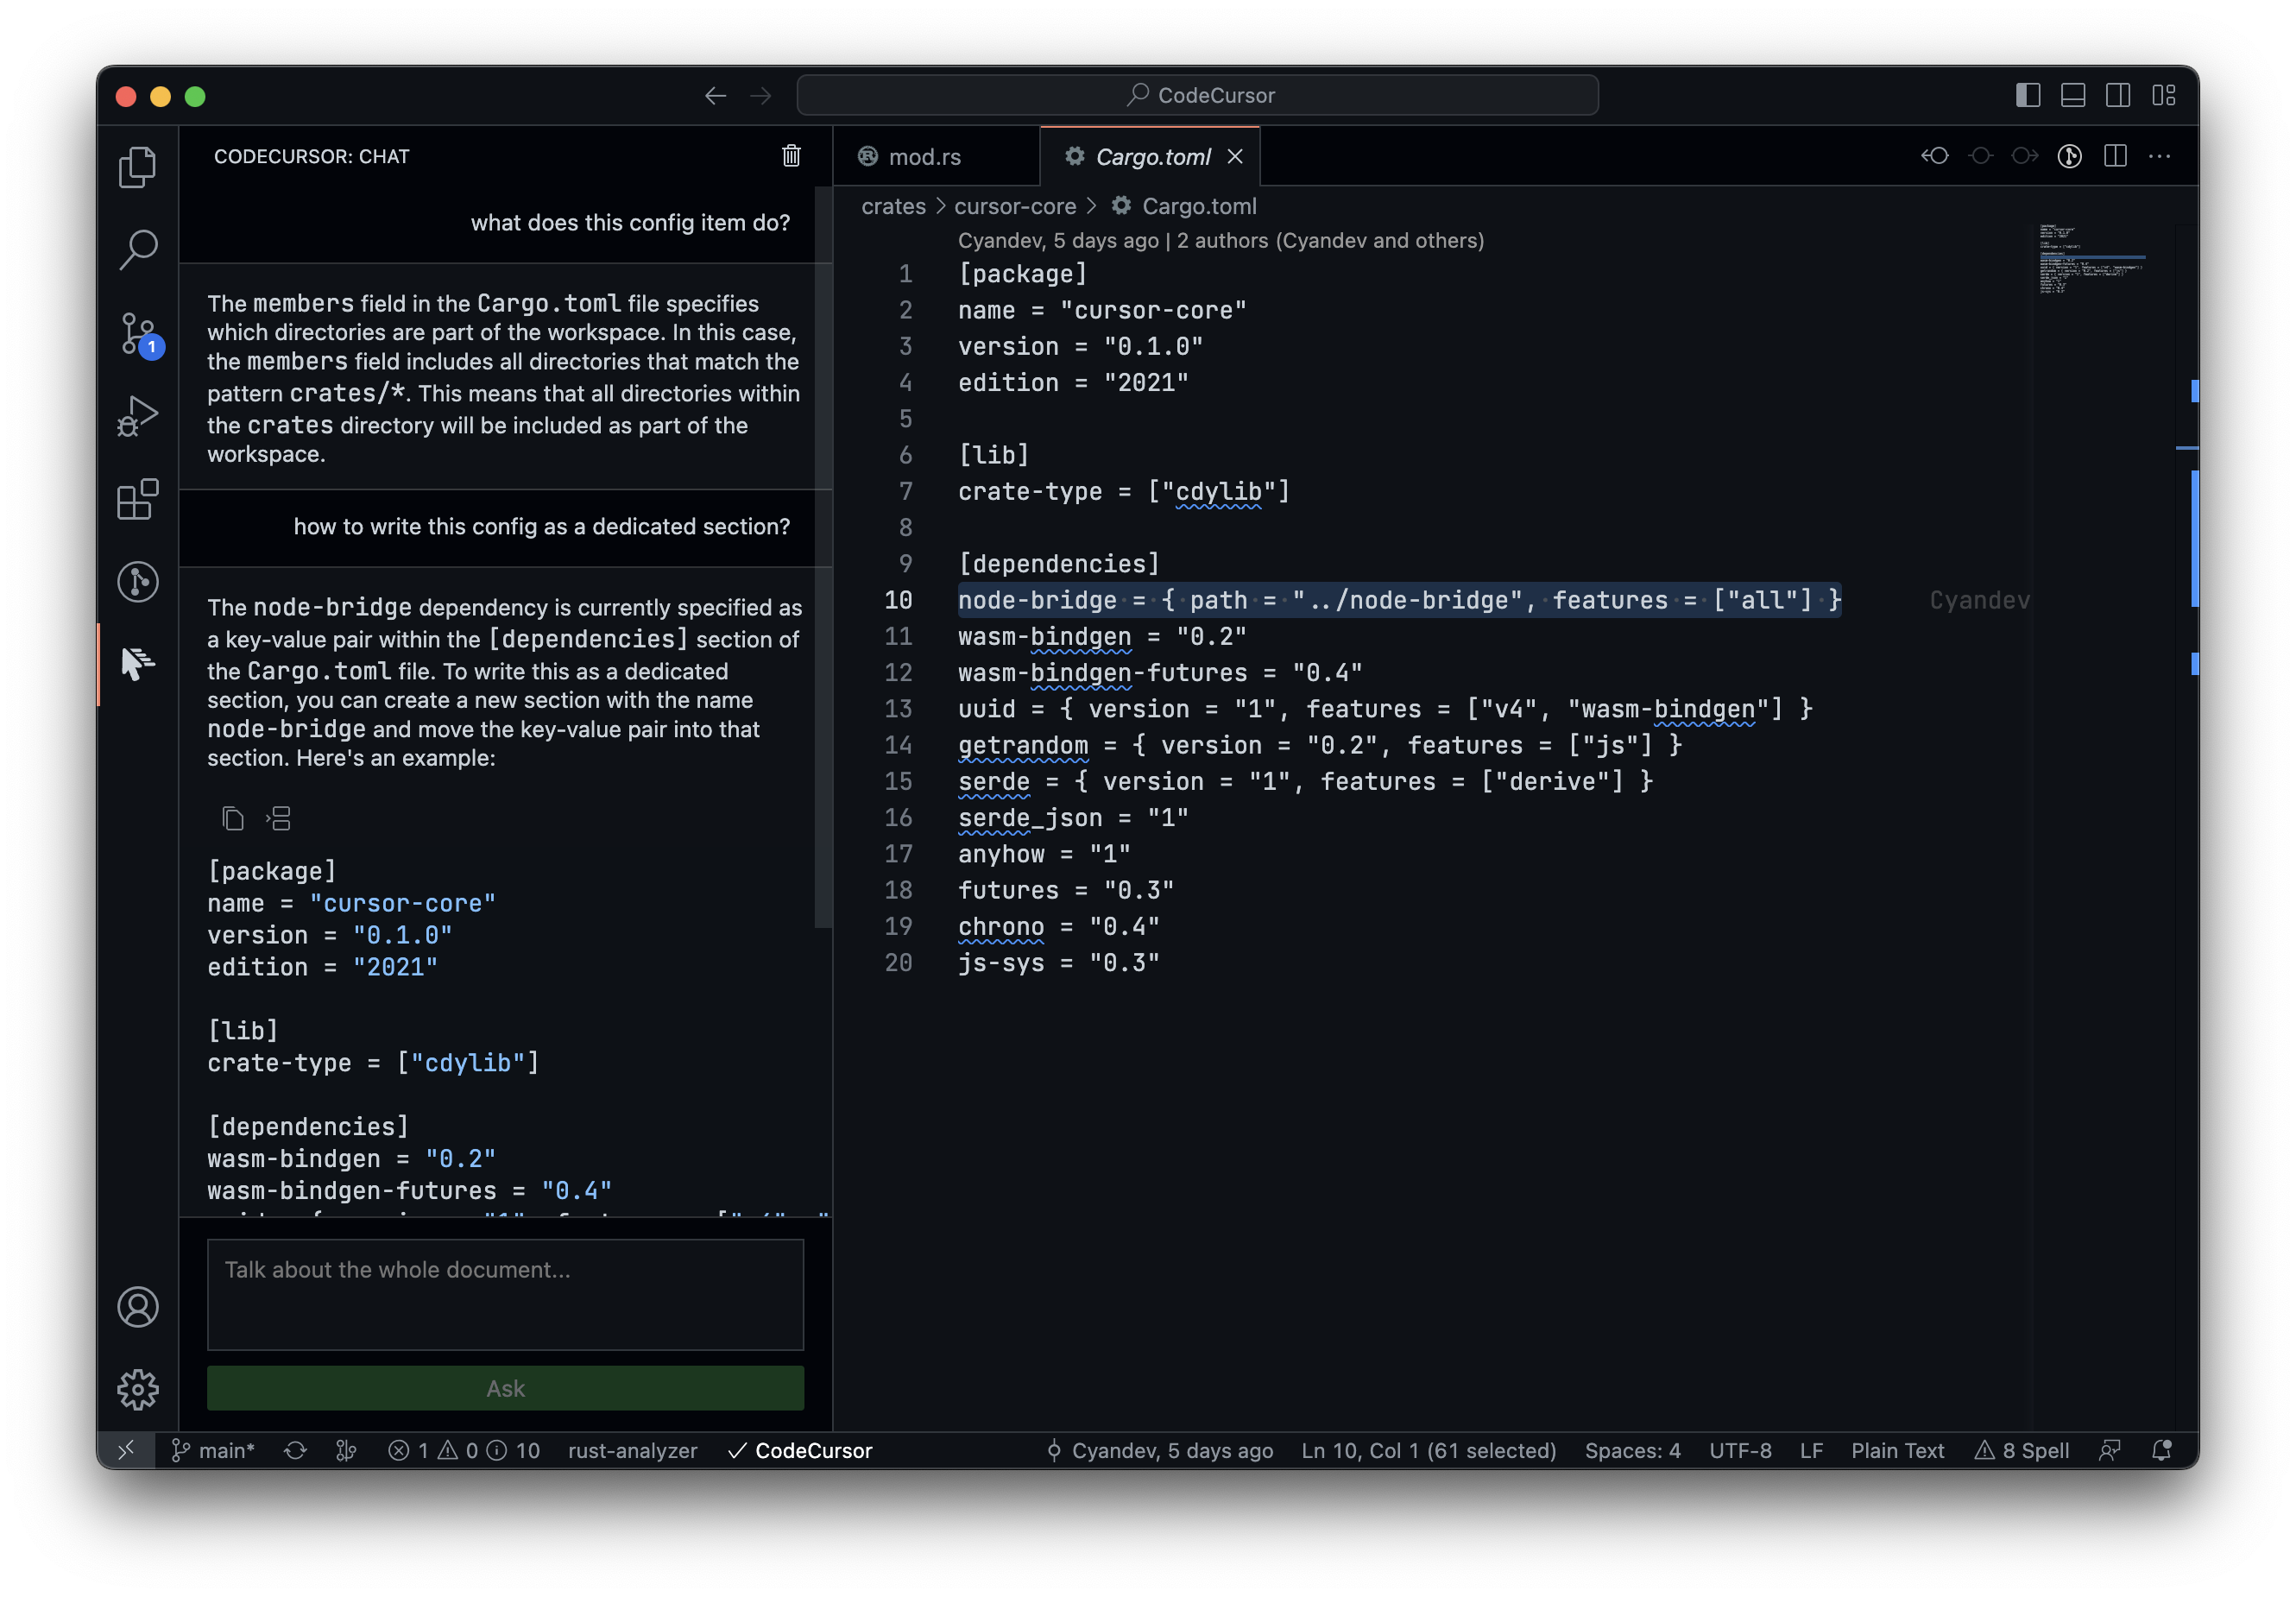 CodeCursor
CODECURSOR: CHAT
what does this config item do?
The members field in the Cargo.toml file specifies
which directories are part of the workspace. In this case,
the members field includes all directories that match the
pattern crates/*. This means that all directories within
the crates directory will be included as part of the
workspace.
how to write this config as a dedicated section?
The node-bridge dependency is currently specified as
a key-value pair within the [dependencies] section of
the Cargo.toml file. To write this as a dedicated
section, you can create a new section with the name
node-bridge and move the key-value pair into that
section. Here's an example:
[package]
name = "cursor-core"
version = "0.1.0"
edition = "2021"
[lib]
crate-type = ["cdylib"]
[dependencies]
wasm-bindgen = "0.2"
wasm-bindgen-futures = "0.4"
Talk about the whole document...
Ask
mod.rs
Cargo.toml
crates > cursor-core > Cargo.toml
Cyandev, 5 days ago | 2 authors (Cyandev and others)
1 [package]
2 name = "cursor-core"
3 version = "0.1.0"
4 edition = "2021"
5
6 [lib]
7 crate-type = ["cdylib"]
8
9 [dependencies]
10 node-bridge = { path = "../node-bridge", features = ["all"] } Cyandev
11 wasm-bindgen = "0.2"
12 wasm-bindgen-futures = "0.4"
13 uuid = { version = "1", features = ["v4", "wasm-bindgen"] }
14 getrandom = { version = "0.2", features = ["js"] }
15 serde = { version = "1", features = ["derive"] }
16 serde_json = "1"
17 anyhow = "1"
18 futures = "0.3"
19 chrono = "0.4"
20 js-sys = "0.3"
1
main* 1 0 10 rust-analyzer CodeCursor Cyandev, 5 days ago Ln 10, Col 1 (61 selected) Spaces: 4 UTF-8 LF Plain Text 8 Spell